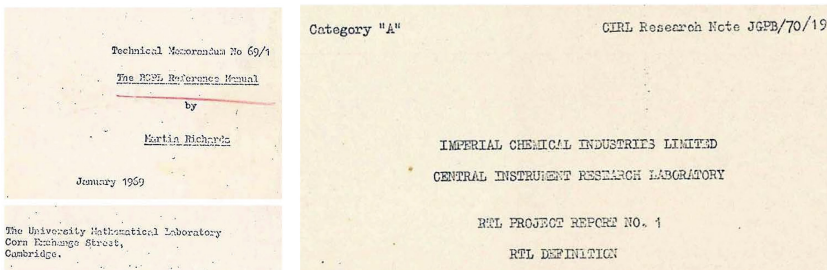 Technical Memorandum No 69/1
The BCPL Reference Manual
by
Martin Richards
January 1969
The University Mathematical Laboratory
Corn Exchange Street,
Cambridge.
Category "A"
CIRL Research Note JGPB/70/19
IMPERIAL CHEMICAL INDUSTRIES LIMITED
CENTRAL INSTRUMENT RESEARCH LABORATORY
RTL PROJECT REPORT NO. 1
RTL DEFINITION